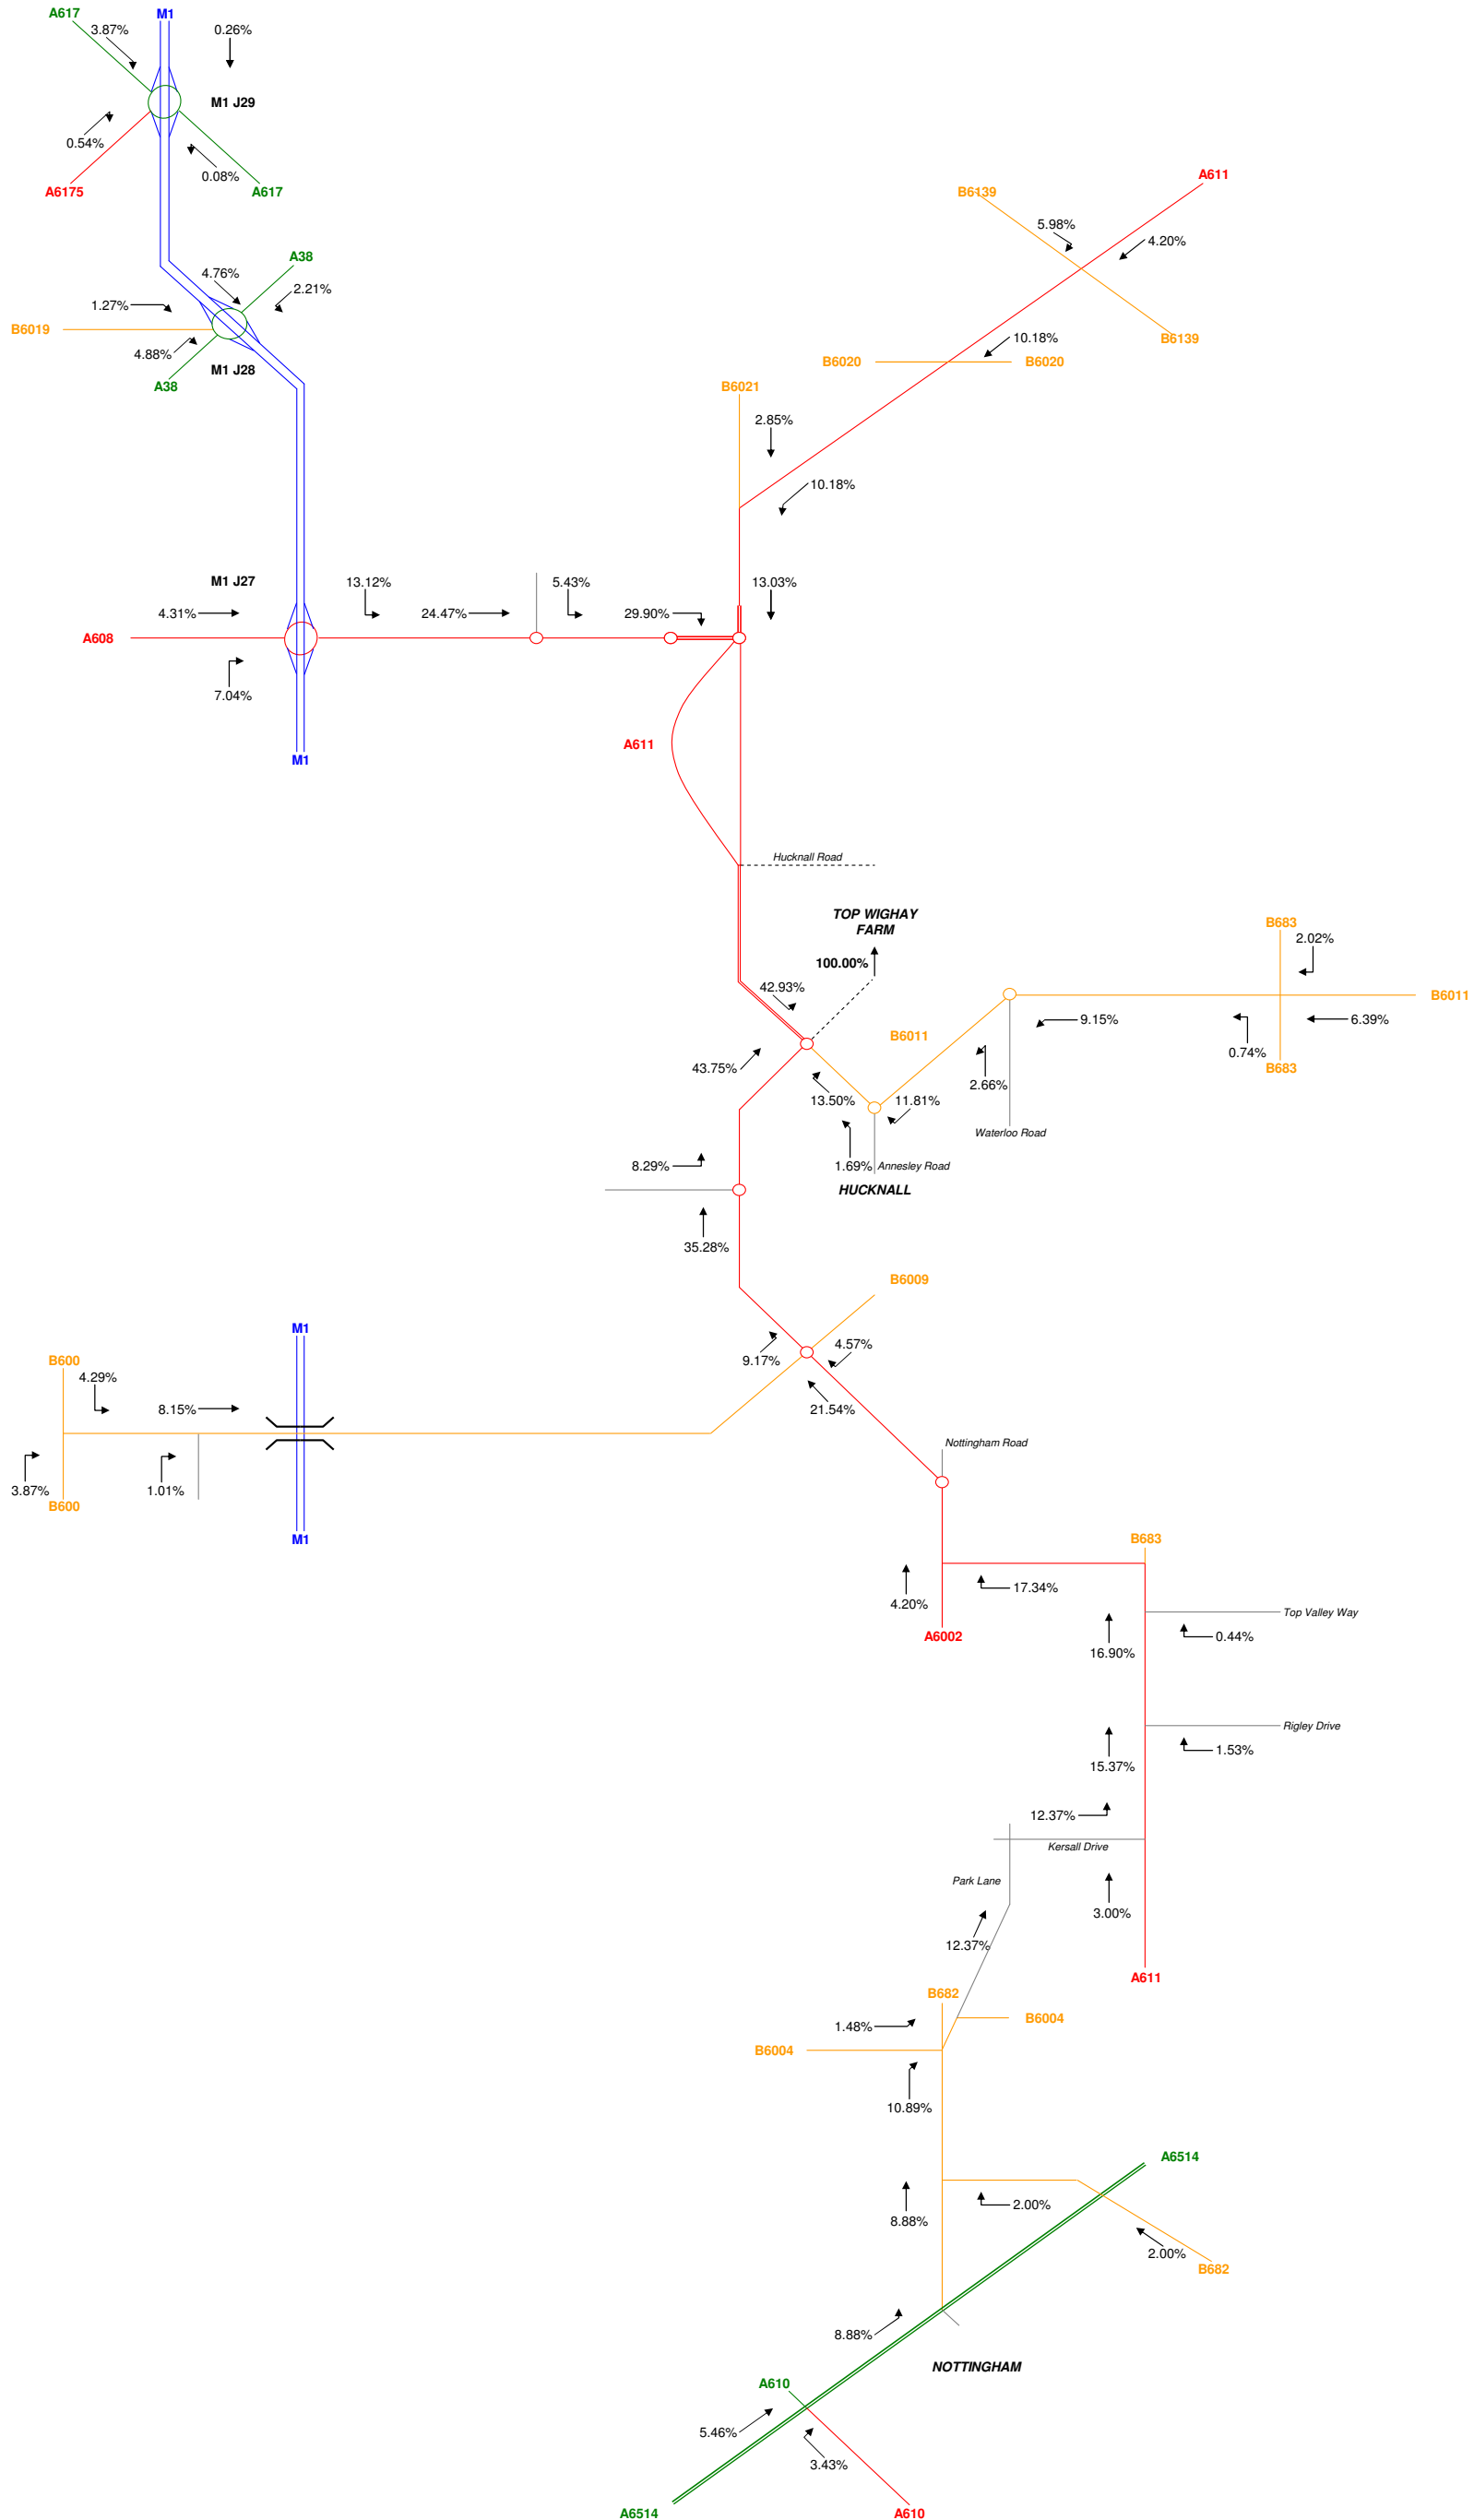 A617
M1
3.87%
0.26%
M1 J29
0.54%
0.08%
A6175
A617
A611
B6139
5.98%
4.20%
A38
4.76%
2.21%
1.27%
B6019
4.88%
M1 J28
A38
B6139
10.18%
B6020
B6020
B6021
2.85%
10.18%
M1 J27
13.12%
5.43%
13.03%
4.31%
24.47%
29.90%
A608
7.04%
A611
M1
Hucknall Road
TOP WIGHAY
FARM
100.00%
B683
2.02%
42.93%
B6011
9.15%
6.39%
B6011
0.74%
43.75%
B683
2.66%
13.50%
11.81%
Waterloo Road
8.29%
1.69%
Annesley Road
HUCKNALL
35.28%
B6009
M1
4.57%
B600
9.17%
4.29%
8.15%
21.54%
Nottingham Road
3.87%
1.01%
B600
M1
B683
17.34%
4.20%
Top Valley Way
A6002
0.44%
16.90%
Rigley Drive
1.53%
15.37%
12.37%
Kersall Drive
Park Lane
3.00%
12.37%
A611
B682
B6004
1.48%
B6004
10.89%
A6514
2.00%
8.88%
2.00%
B682
8.88%
NOTTINGHAM
A610
5.46%
3.43%
A6514
A610